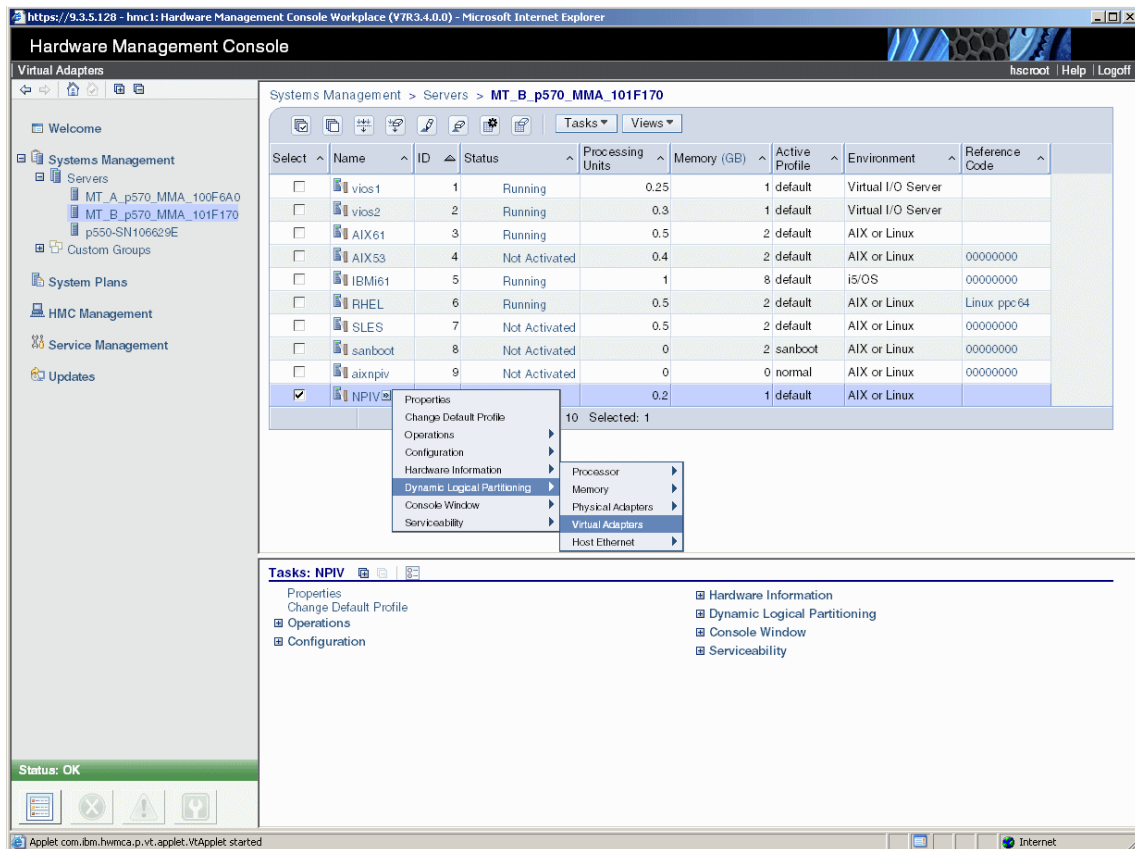 https://9.3.5.128 - hmc1: Hardware Management Console Workplace (V7R3.4.0.0) - Microsoft Internet Explorer
Hardware Management Console
Virtual Adapters
hscroot | Help | Logoff
Welcome
Systems Management
Servers
MT_A_p570_MMA_100F6A0
MT_B_p570_MMA_101F170
p550-SN106629E
Custom Groups
System Plans
HMC Management
Service Management
Updates
Systems Management > Servers > MT_B_p570_MMA_101F170
Tasks Views
Select Name ID Status Processing Units Memory (GB) Active Profile Environment Reference Code
vios1 1 Running 0.25 1 default Virtual I/O Server
vios2 2 Running 0.3 1 default Virtual I/O Server
AIX61 3 Running 0.5 2 default AIX or Linux
AIX53 4 Not Activated 0.4 2 default AIX or Linux 00000000
IBMi61 5 Running 1 8 default i5/OS 00000000
RHEL 6 Running 0.5 2 default AIX or Linux Linux ppc64
SLES 7 Not Activated 0.5 2 default AIX or Linux 00000000
sanboot 8 Not Activated 0 2 sanboot AIX or Linux 00000000
aixnpiv 9 Not Activated 0 0 normal AIX or Linux 00000000
NPIV 0.2 1 default AIX or Linux
10 Selected: 1
Properties
Change Default Profile
Operations
Configuration
Hardware Information
Dynamic Logical Partitioning
Console Window
Serviceability
Processor
Memory
Physical Adapters
Virtual Adapters
Host Ethernet
Tasks: NPIV
Properties
Change Default Profile
Operations
Configuration
Hardware Information
Dynamic Logical Partitioning
Console Window
Serviceability
Status: OK
Applet com.ibm.hwmca.p.vt.applet.VtApplet started
Internet